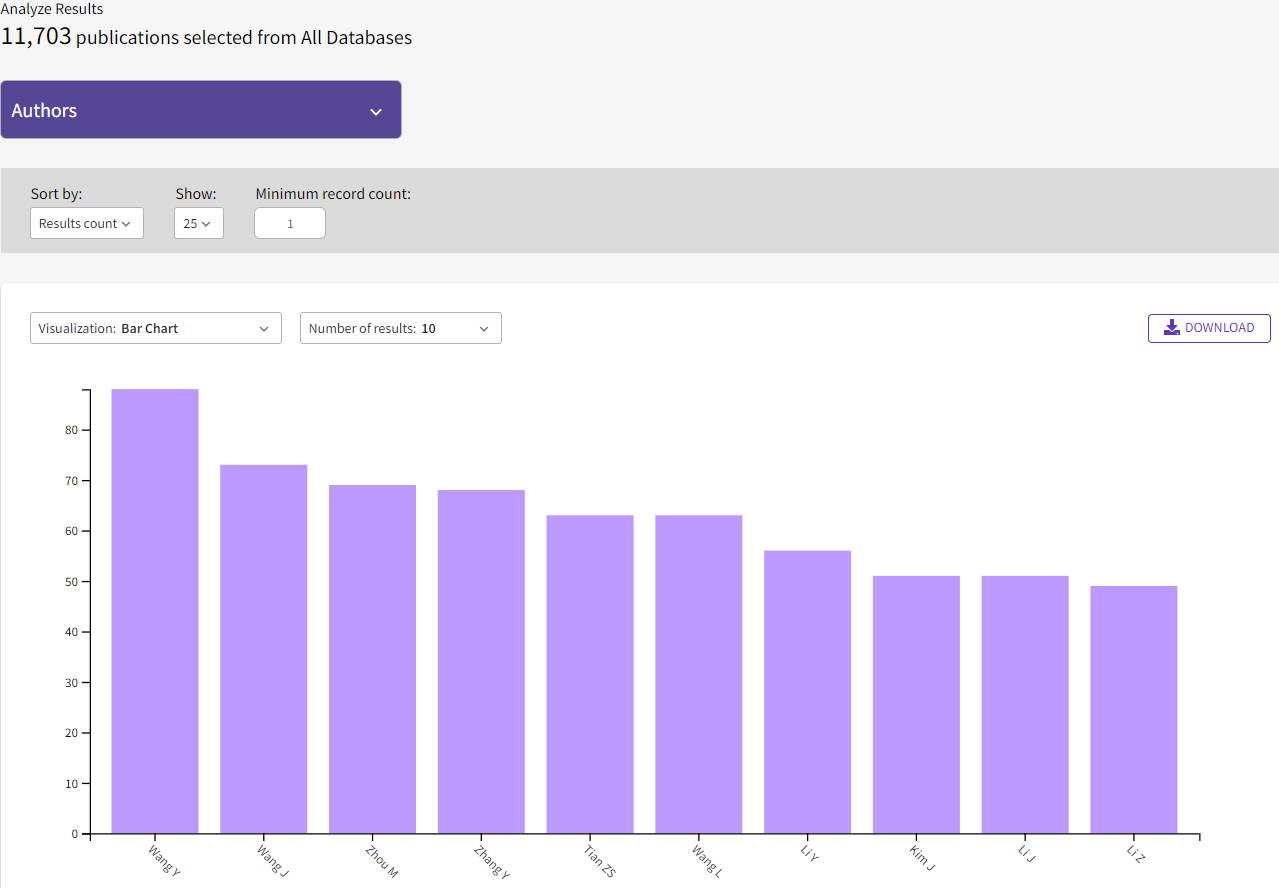 Analyze Results
11,703 publications selected from All Databases
Authors
Sort by: Show: Minimum record count:
Results count 25 1
Visualization: Bar Chart Number of results: 10 DOWNLOAD
80
70
60
50
40
30
20
10
0
Wang Y Wang J Zhou M Zhang Y Tian ZS Wang L Li Y Kim J Li J Li Z